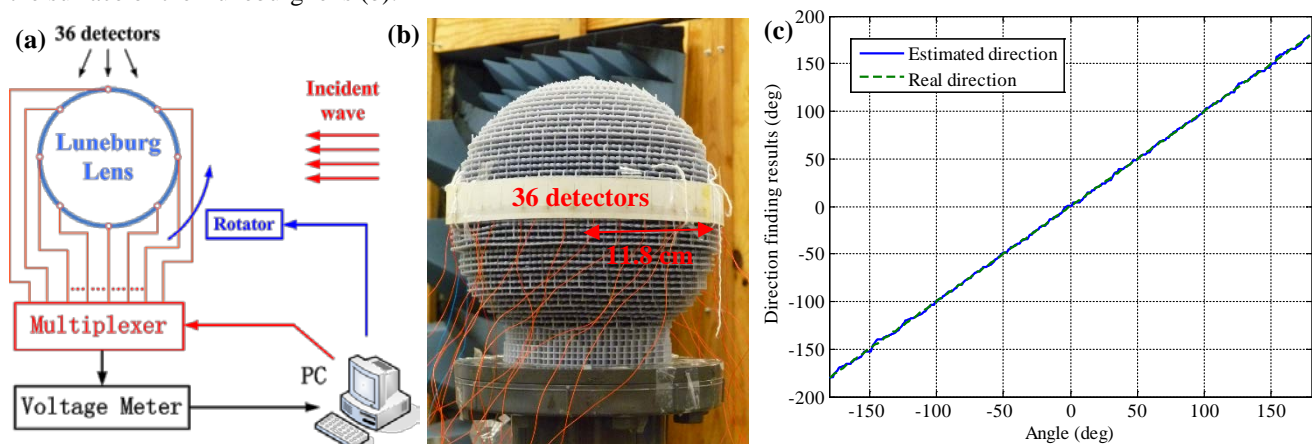 (a)
36 detectors
Incident
wave
Luneburg
Lens
Rotator
Multiplexer
PC
Voltage Meter
(b)
36 detectors
11.8 cm
(c)
200
150
100
50
0
-50
-100
-150
-200
Direction finding results (deg)
Estimated direction
Real direction
-150
-100
-50
0
50
100
150
Angle (deg)